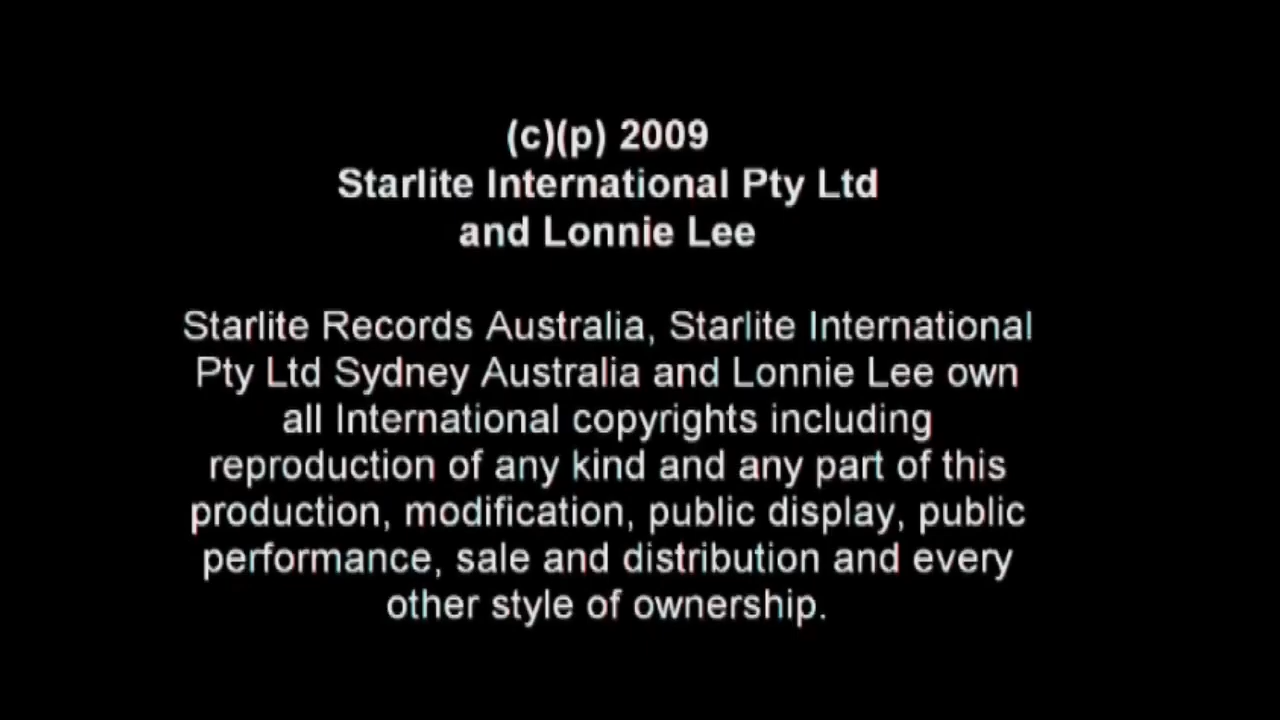 (c)(p) 2009
Starlite International Pty Ltd
and Lonnie Lee
Starlite Records Australia, Starlite International
Pty Ltd Sydney Australia and Lonnie Lee own
all International copyrights including
reproduction of any kind and any part of this
production, modification, public display, public
performance, sale and distribution and every
other style of ownership.